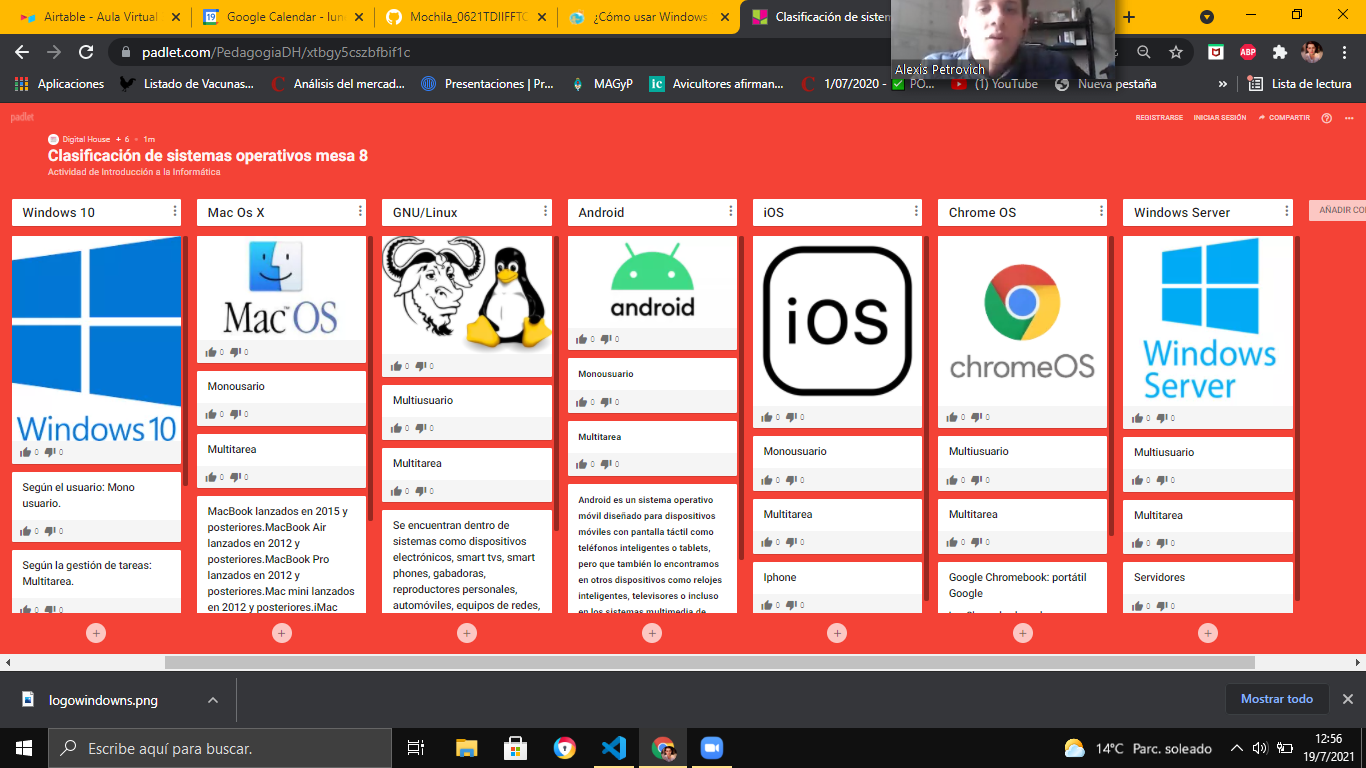 Airtable - Aula Virtual
Google Calendar - lun
Mochila_0621TDIIFFTC
¿Cómo usar Windows
Clasificación de sistem
padlet.com/PedagogiaDH/xtbgy5cszbfbif1c
Alexis Petrovich
Aplicaciones
Listado de Vacunas...
Análisis del mercad...
Presentaciones | Pr...
MAGyP
Avicultores afirman...
1/07/2020 -
PO...
(1) YouTube
Nueva pestaña
»
Lista de lectura
padlet
REGISTRARSE
INICIAR SESIÓN
COMPARTIR
Digital House + 6 • 1m
Clasificación de sistemas operativos mesa 8
Actividad de Introducción a la Informática
AÑADIR CO
Windows 10
Windows 10
0 0
Según el usuario: Mono
usuario.
0 0
Según la gestión de tareas:
Multitarea.
0 0
Mac Os X
Mac™OS
0 0
Monousario
0 0
Multitarea
0 0
MacBook lanzados en 2015 y
posteriores.MacBook Air
lanzados en 2012 y
posteriores.MacBook Pro
lanzados en 2012 y
posteriores.Mac mini lanzados
en 2012 y posteriores.iMac
GNU/Linux
0 0
Multiusuario
0 0
Multitarea
0 0
Se encuentran dentro de
sistemas como dispositivos
electrónicos, smart tvs, smart
phones, gabadoras,
reproductores personales,
automóviles, equipos de redes,
Android
android
0 0
Monousuario
0 0
Multitarea
0 0
Android es un sistema operativo
móvil diseñado para dispositivos
móviles con pantalla táctil como
teléfonos inteligentes o tablets,
pero que también lo encontramos
en otros dispositivos como relojes
inteligentes, televisores o incluso
en los sistemas multimedia de
iOS
iOS
0 0
Monousuario
0 0
Multitarea
0 0
Iphone
0 0
Chrome OS
chromeOS
0 0
Multiusuario
0 0
Multitarea
0 0
Google Chromebook: portátil
Google
Windows Server
Windows
Server
0 0
Multiusuario
0 0
Multitarea
0 0
Servidores
0 0
logowindowns.png
Mostrar todo
Escribe aquí para buscar.
14°C Parc. soleado
12:56
19/7/2021